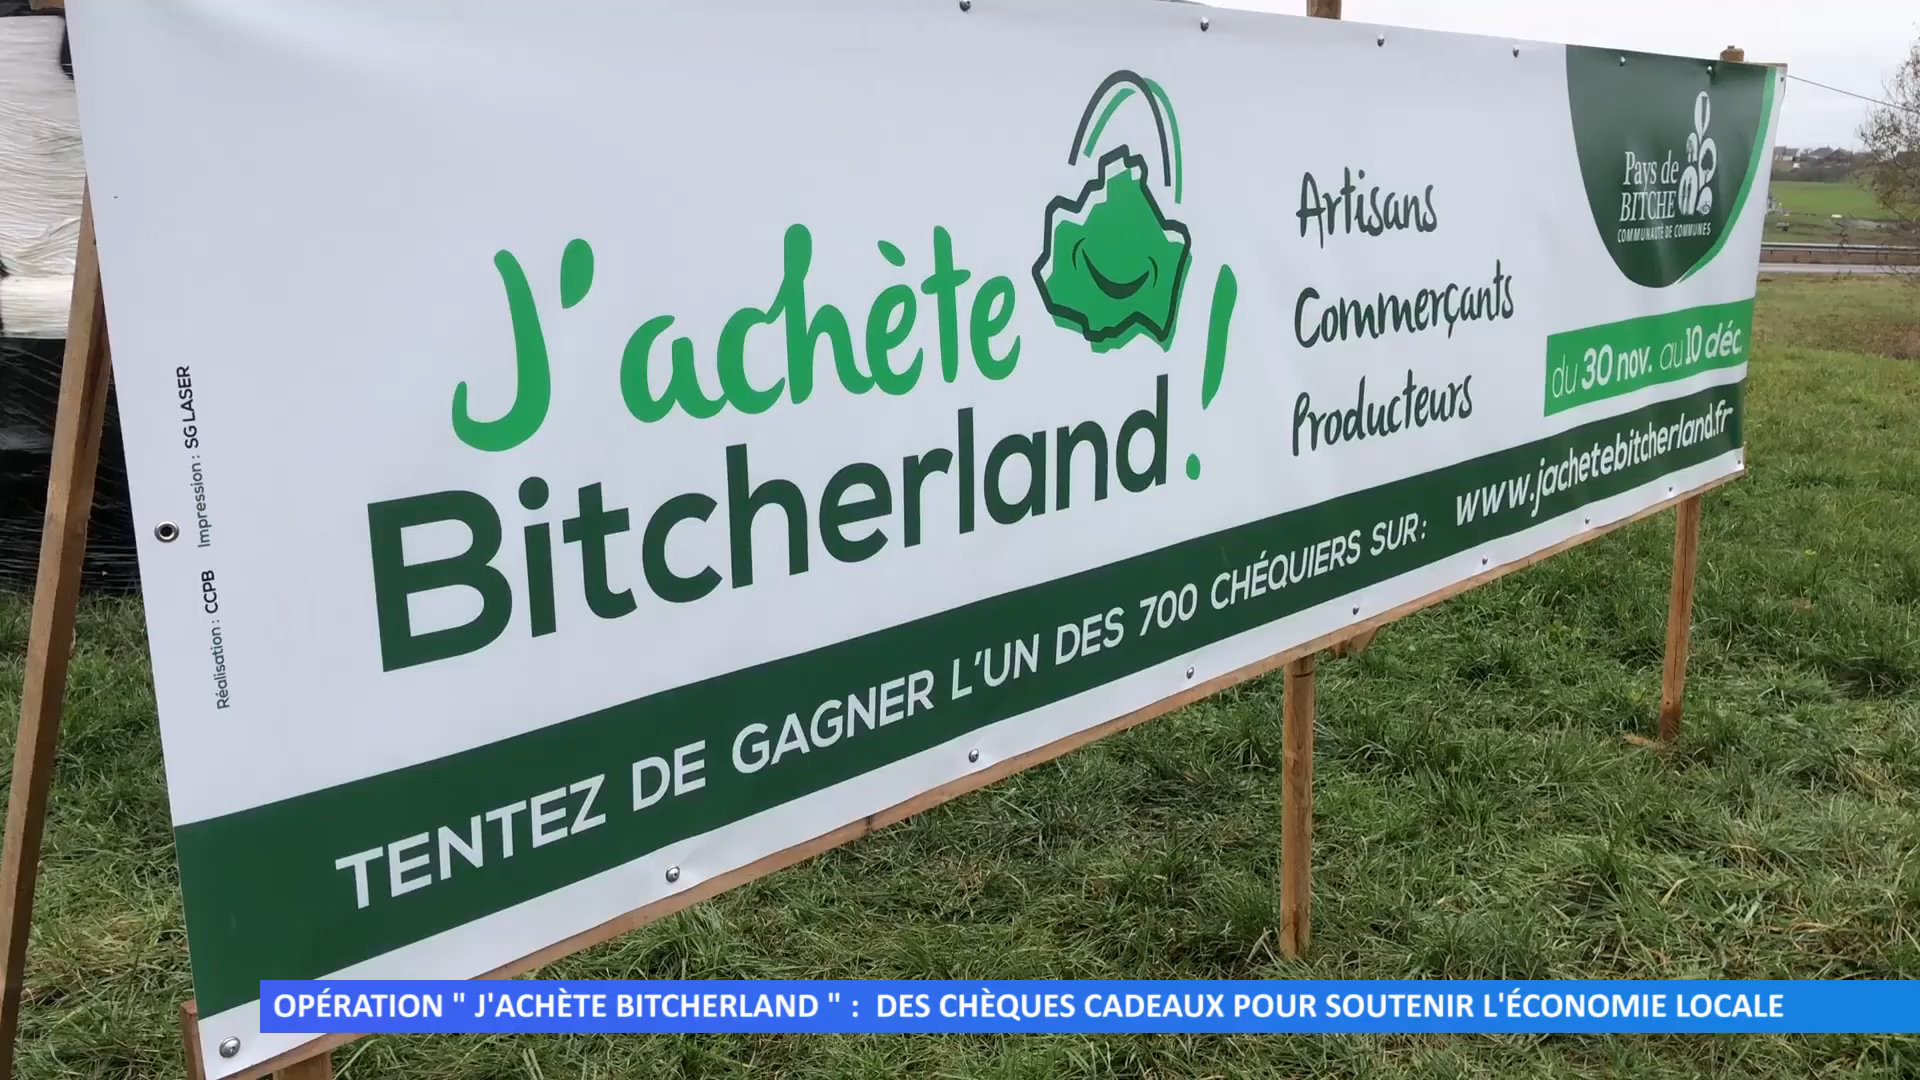 J'achète
Bitcherland !
Artisans
Commerçants
Producteurs
Pays de
BITCHE
COMMUNAUTÉ DE COMMUNES
du 30 nov. au 10 déc.
TENTEZ DE GAGNER L'UN DES 700 CHÉQUIERS SUR : www.jachetebitcherland.fr
Réalisation : CCPB Impression : SG LASER
OPÉRATION " J'ACHÈTE BITCHERLAND " : DES CHÈQUES CADEAUX POUR SOUTENIR L'ÉCONOMIE LOCALE